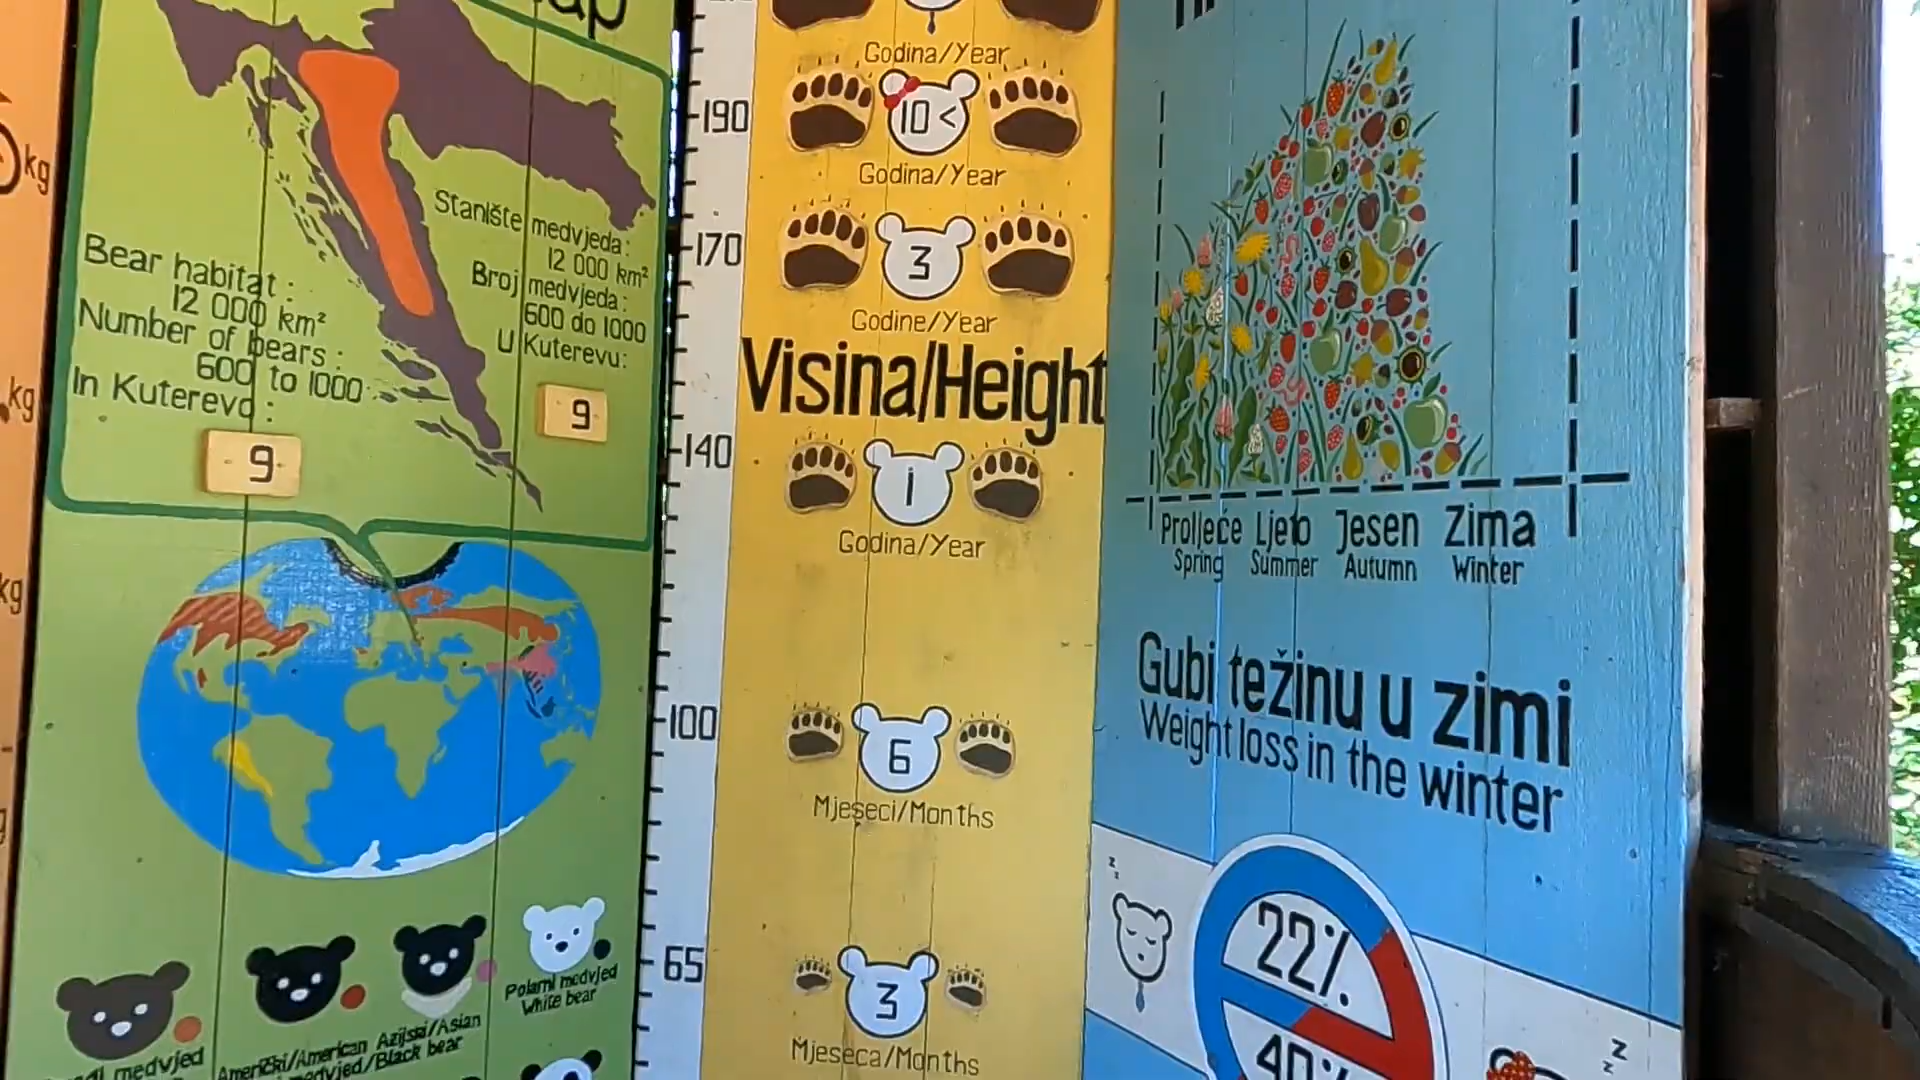 kg
kg
kg
Stanište medvjeda:
12 000 km²
Broj medvjeda:
600 do 1000
U Kuterevu:
9
Bear habitat:
12 000 km²
Number of bears:
600 to 1000
In Kuterevo:
9
Polarni medvjed
White bear
Američki/American
Azijski/Asian
medvjed/Black bear
medvjed
Godina/Year
190
10 <
Godina/Year
170
3
Godine/Year
Visina/Height
140
1
Godina/Year
100
6
Mjeseci/Months
65
3
Mjeseca/Months
Proljeće Ljeto Jesen Zima
Spring Summer Autumn Winter
Gubi težinu u zimi
Weight loss in the winter
z
z
22%
40%
z
z